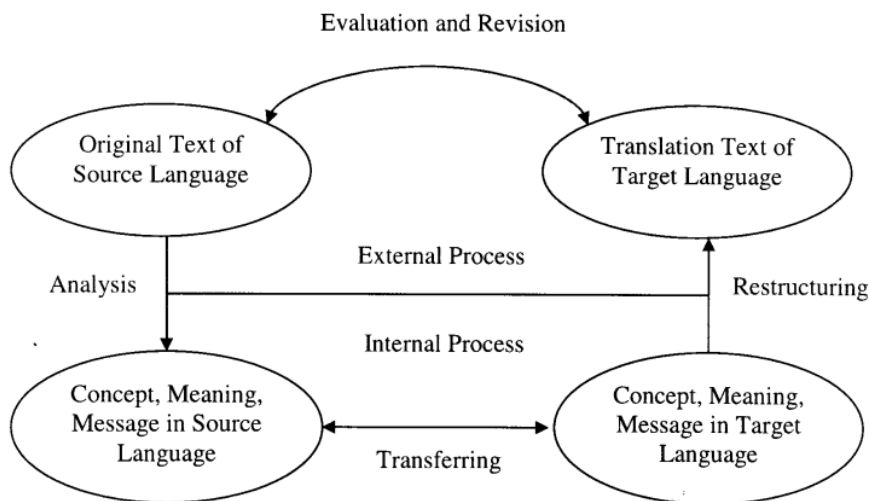 Evaluation and Revision
Original Text of
Source Language
Translation Text of
Target Language
External Process
Analysis
Restructuring
Internal Process
Concept, Meaning,
Message in Source
Language
Concept, Meaning,
Message in Target
Language
Transferring